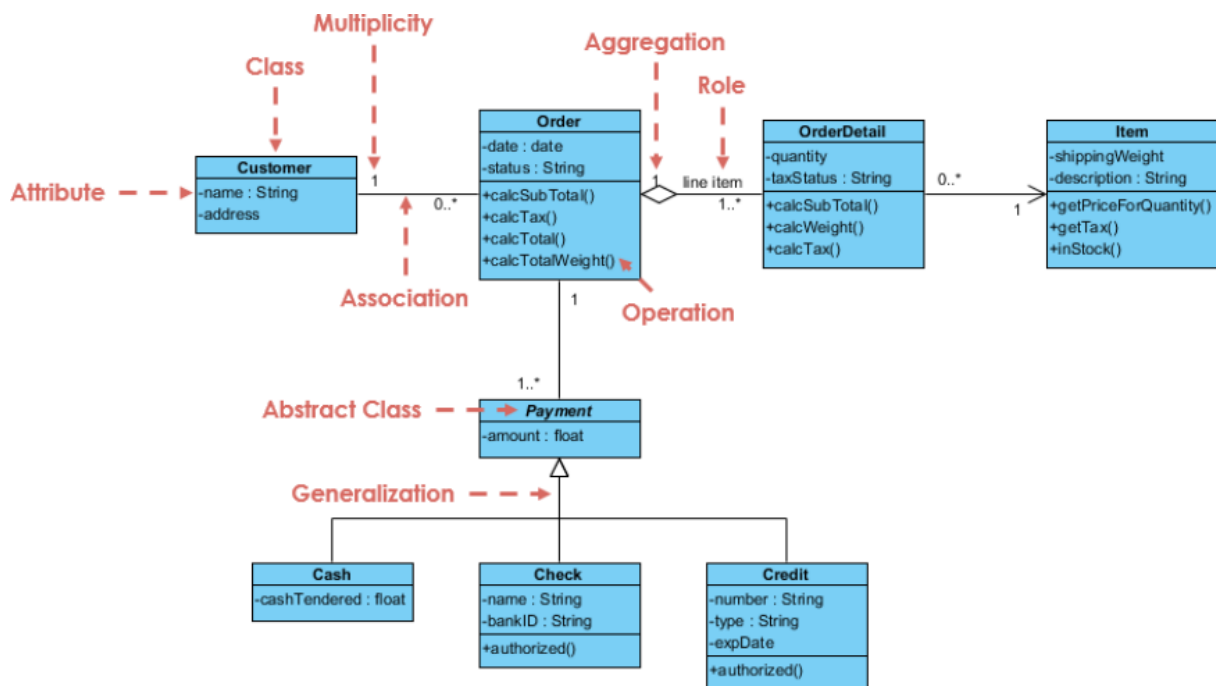 Multiplicity
Aggregation
Class
Role
Order
-date : date
-status : String
+calcSubTotal()
+calcTax()
+calcTotal()
+calcTotalWeight()
OrderDetail
-quantity
-taxStatus : String
+calcSubTotal()
+calcWeight()
+calcTax()
Item
-shippingWeight
-description : String
+getPriceForQuantity()
+getTax()
+inStock()
Customer
-name : String
-address
Attribute
1
0..*
1
line item
1..*
0..*
1
Association
Operation
1
1..*
Abstract Class
Payment
-amount : float
Generalization
Cash
-cashTendered : float
Check
-name : String
-bankID : String
+authorized()
Credit
-number : String
-type : String
-expDate
+authorized()